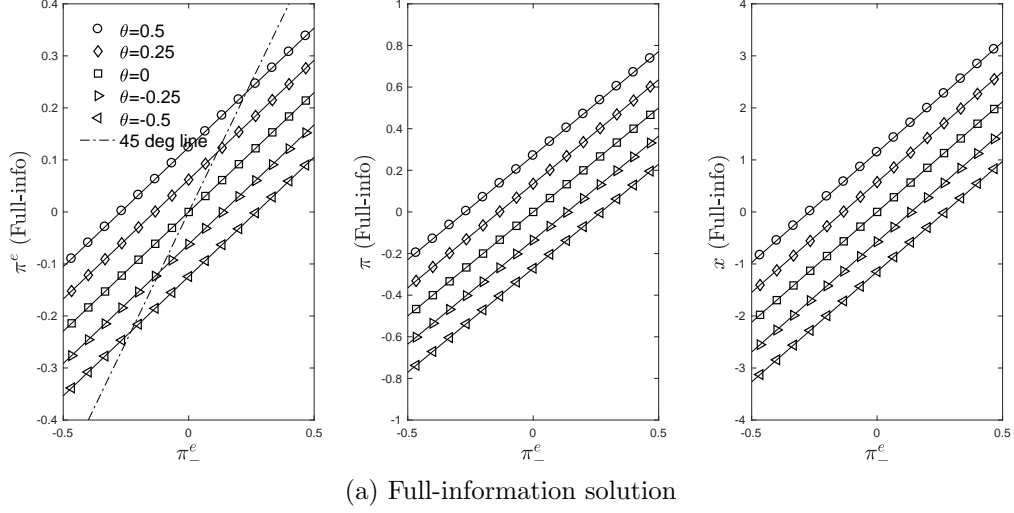 0.4
0.3
0.2
0.1
0
-0.1
-0.2
-0.3
-0.4
πᵉ (Full-info)
θ=0.5
θ=0.25
θ=0
θ=-0.25
θ=-0.5
45 deg line
-0.5 0 0.5
π₋ᵉ
1
0.8
0.6
0.4
0.2
0
-0.2
-0.4
-0.6
-0.8
-1
π (Full-info)
-0.5 0 0.5
π₋ᵉ
4
3
2
1
0
-1
-2
-3
-4
x (Full-info)
-0.5 0 0.5
π₋ᵉ
(a) Full-information solution